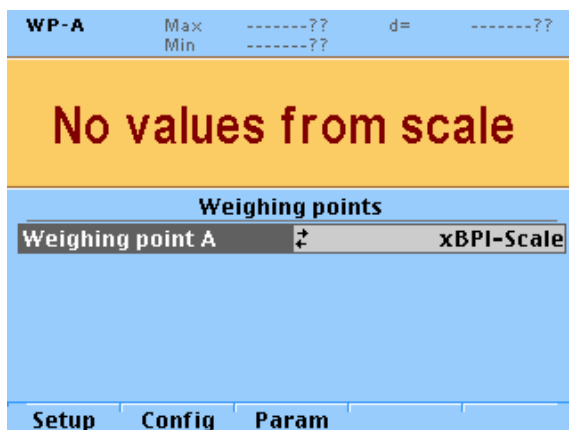 WP-A Max -------?? d= -------??
Min -------??
No values from scale
Weighing points
Weighing point A xBPI-Scale
Setup Config Param